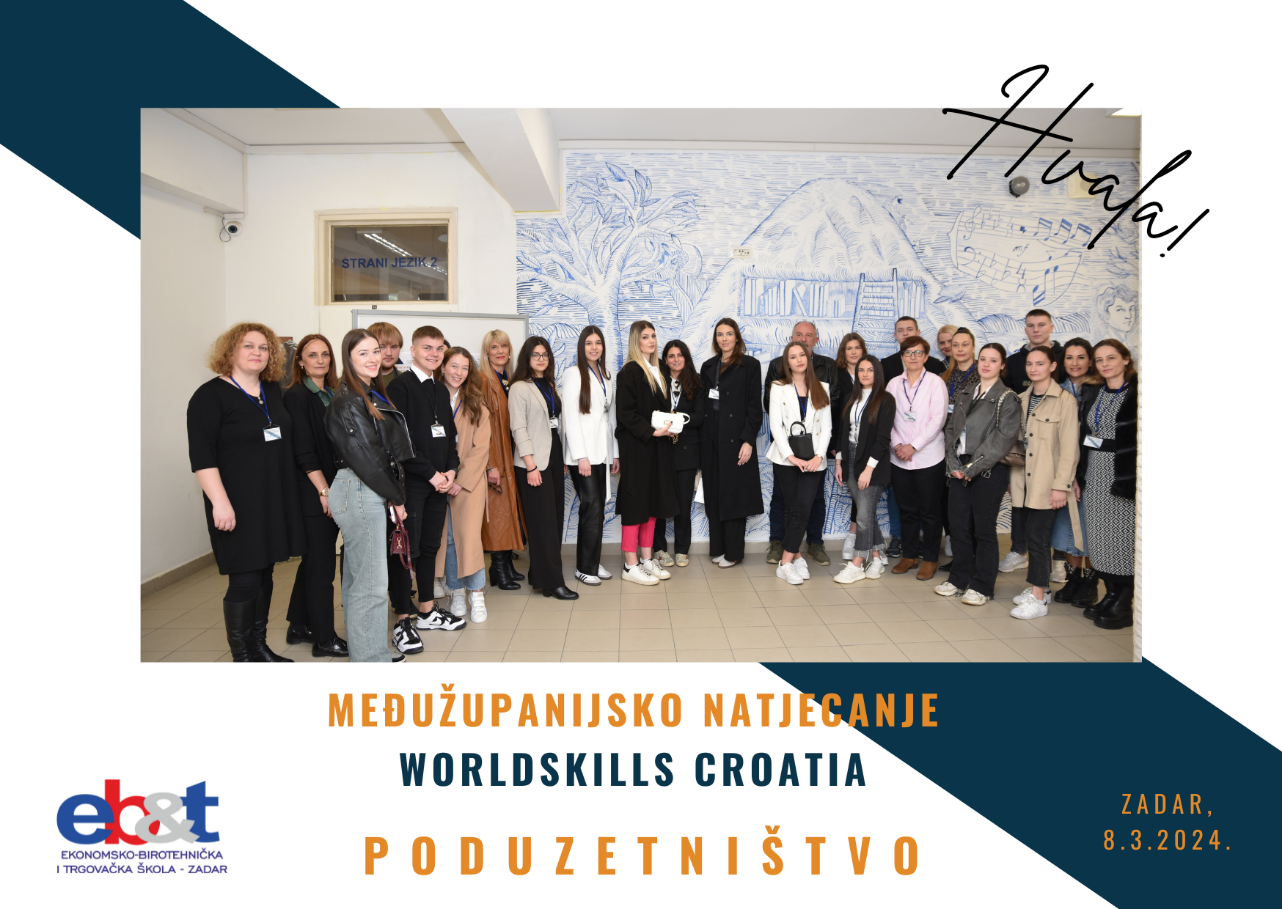 Hvala!
STRANI JEZIK 2
MEĐUŽUPANIJSKO NATJECANJE
WORLDSKILLS CROATIA
PODUZETNIŠTVO
eb&t
EKONOMSKO-BIROTEHNIČKA
I TRGOVAČKA ŠKOLA - ZADAR
ZADAR,
8.3.2024.